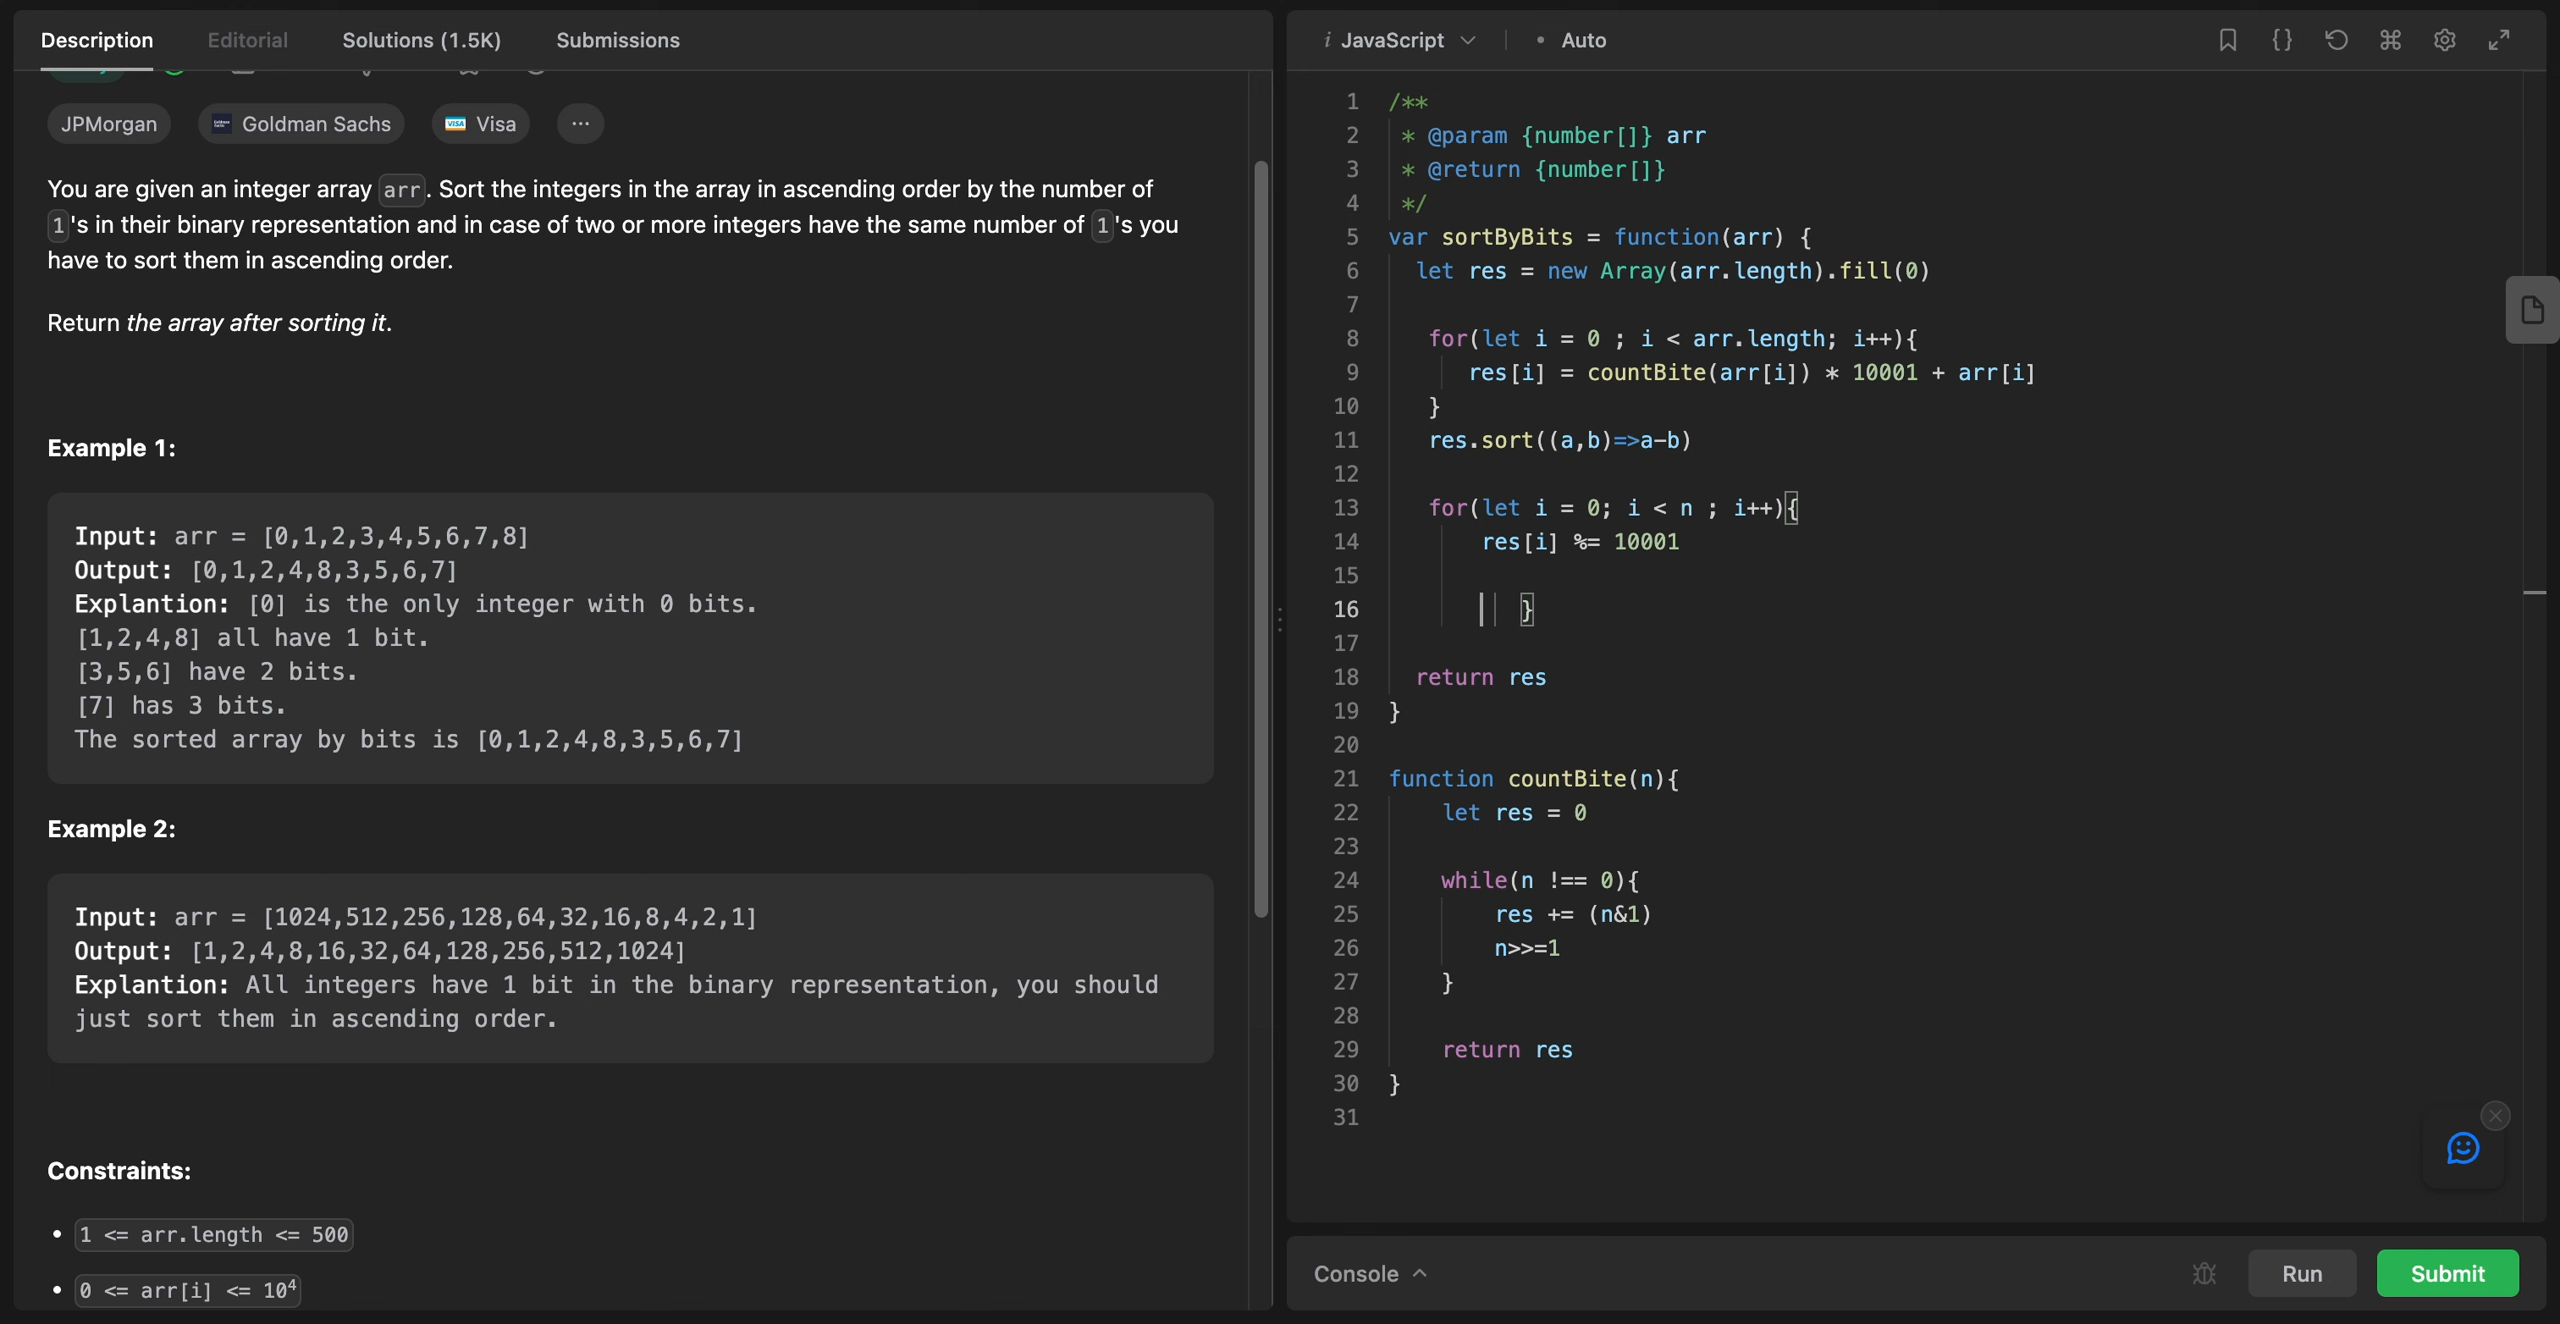 Description Editorial Solutions (1.5K) Submissions
JPMorgan Goldman Sachs VISA Visa ...
You are given an integer array arr. Sort the integers in the array in ascending order by the number of
1's in their binary representation and in case of two or more integers have the same number of 1's you
have to sort them in ascending order.
Return the array after sorting it.
Example 1:
Input: arr = [0,1,2,3,4,5,6,7,8]
Output: [0,1,2,4,8,3,5,6,7]
Explantion: [0] is the only integer with 0 bits.
[1,2,4,8] all have 1 bit.
[3,5,6] have 2 bits.
[7] has 3 bits.
The sorted array by bits is [0,1,2,4,8,3,5,6,7]
Example 2:
Input: arr = [1024,512,256,128,64,32,16,8,4,2,1]
Output: [1,2,4,8,16,32,64,128,256,512,1024]
Explantion: All integers have 1 bit in the binary representation, you should
just sort them in ascending order.
Constraints:
• 1 <= arr.length <= 500
• 0 <= arr[i] <= 10⁴
i JavaScript • Auto
1 /**
2 * @param {number[]} arr
3 * @return {number[]}
4 */
5 var sortByBits = function(arr) {
6 let res = new Array(arr.length).fill(0)
7
8 for(let i = 0 ; i < arr.length; i++){
9 res[i] = countBite(arr[i]) * 10001 + arr[i]
10 }
11 res.sort((a,b)=>a-b)
12
13 for(let i = 0; i < n ; i++){
14 res[i] %= 10001
15
16 }
17
18 return res
19 }
20
21 function countBite(n){
22 let res = 0
23
24 while(n !== 0){
25 res += (n&1)
26 n>>=1
27 }
28
29 return res
30 }
31
Console Run Submit